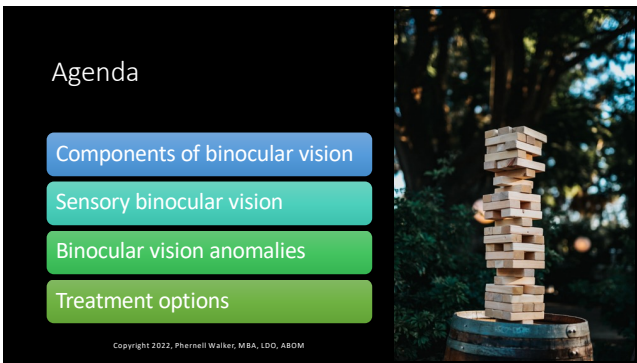 Agenda
Components of binocular vision
Sensory binocular vision
Binocular vision anomalies
Treatment options
Copyright 2022, Phernell Walker, MBA, LDO, ABOM